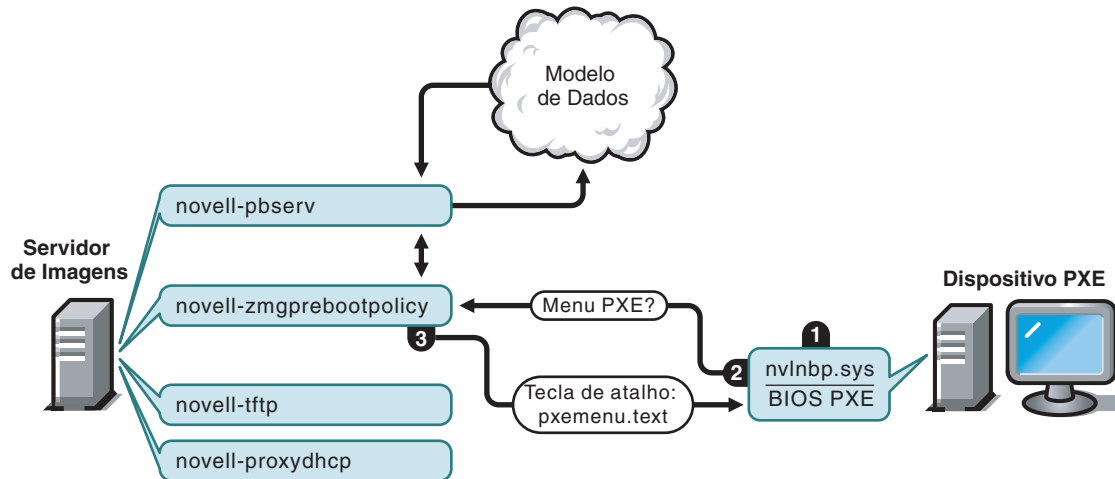 Modelo
de Dados
novell-pbserv
Servidor
de Imagens
novell-zmgprebootpolicy
Menu PXE?
Dispositivo PXE
1
2
3
nvlnbp.sys
BIOS PXE
Tecla de atalho:
pxemenu.text
novell-tftp
novell-proxydhcp